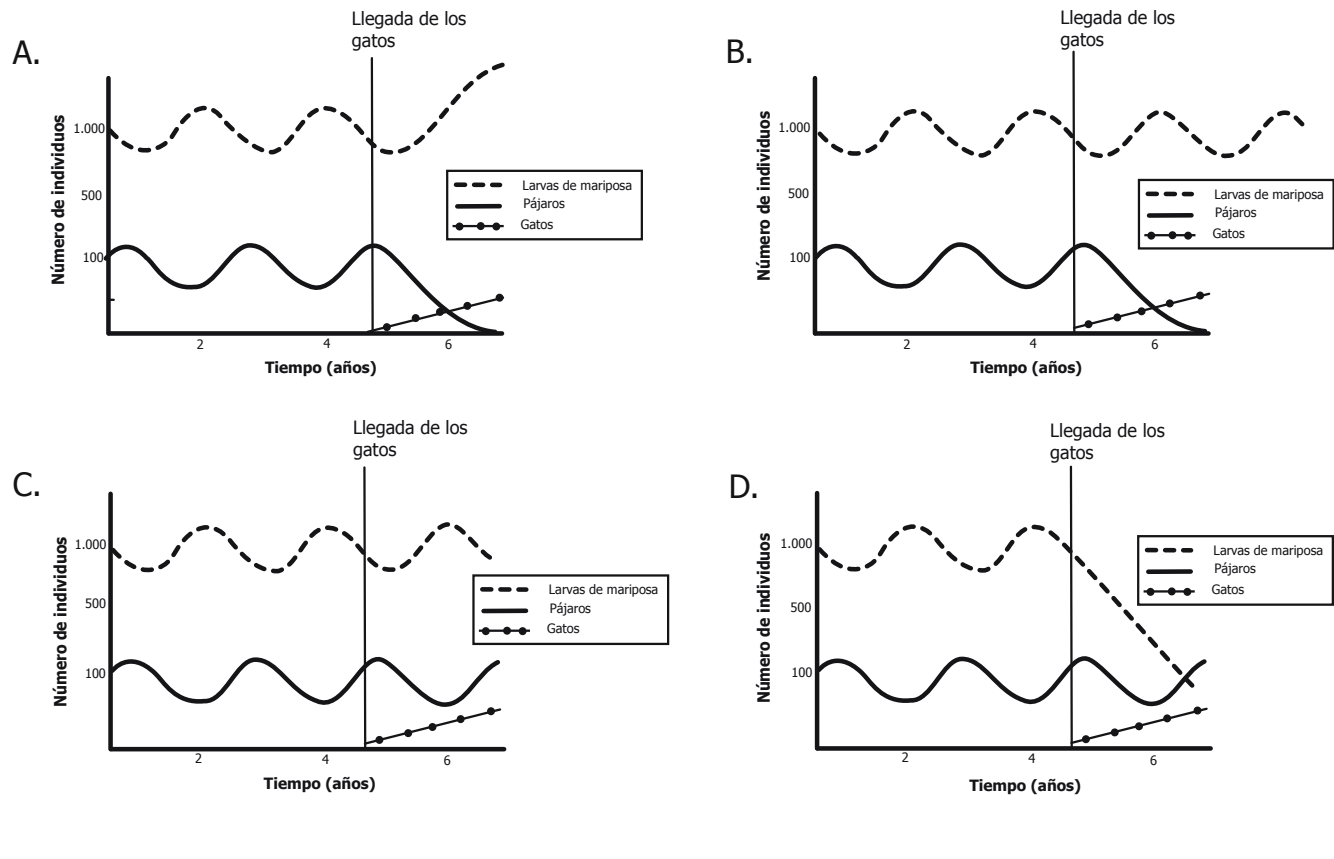 A.
Llegada de los
gatos
Número de individuos
1.000
500
100
2
4
6
Tiempo (años)
Larvas de mariposa
Pájaros
Gatos
B.
Llegada de los
gatos
Número de individuos
1.000
500
100
2
4
6
Tiempo (años)
Larvas de mariposa
Pájaros
Gatos
C.
Llegada de los
gatos
Número de individuos
1.000
500
100
2
4
6
Tiempo (años)
Larvas de mariposa
Pájaros
Gatos
D.
Llegada de los
gatos
Número de individuos
1.000
500
100
2
4
6
Tiempo (años)
Larvas de mariposa
Pájaros
Gatos